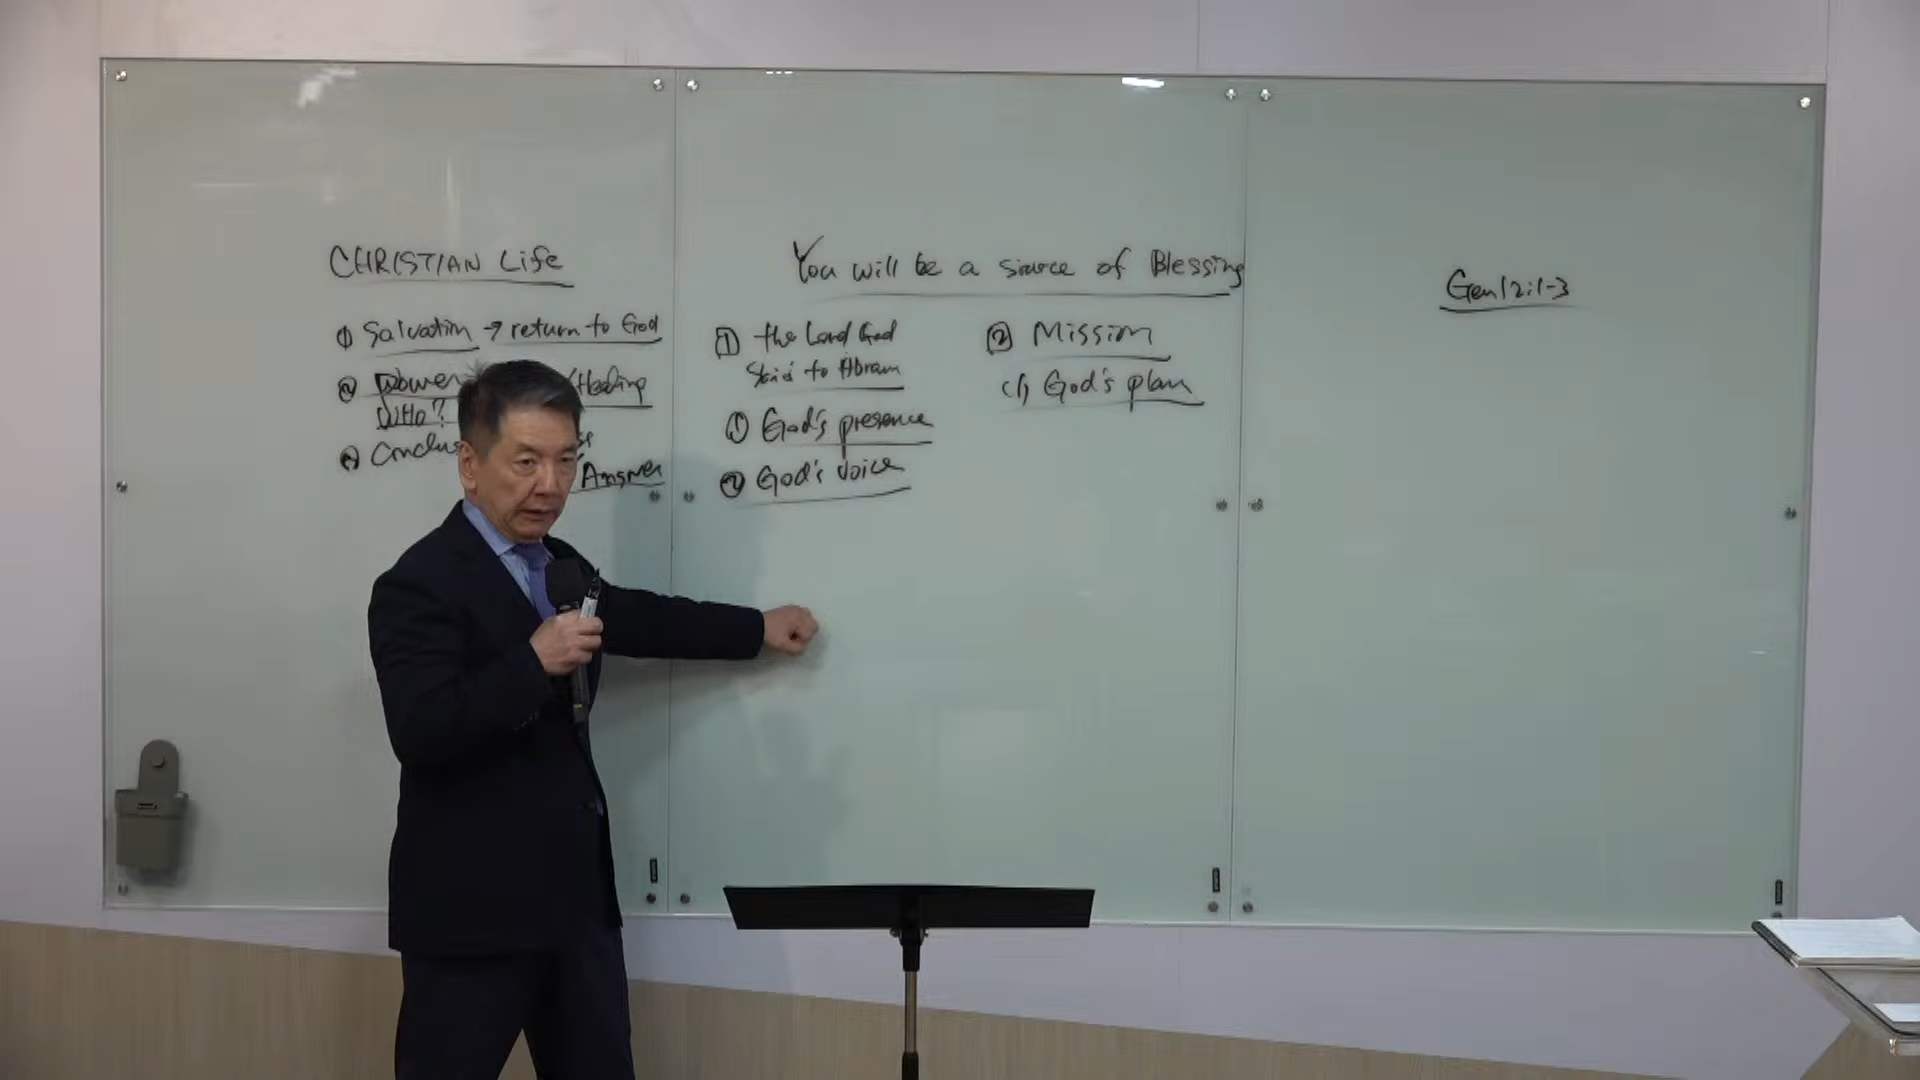 CHRISTIAN Life
① Salvation → return to God
② Power /Healing
Who?
③
Answer
You will be a source of Blessing
1 the Lord God
Said to Abram
① God's presence
② God's voice
2 Mission
(1) God's plan
Gen 12:1-3